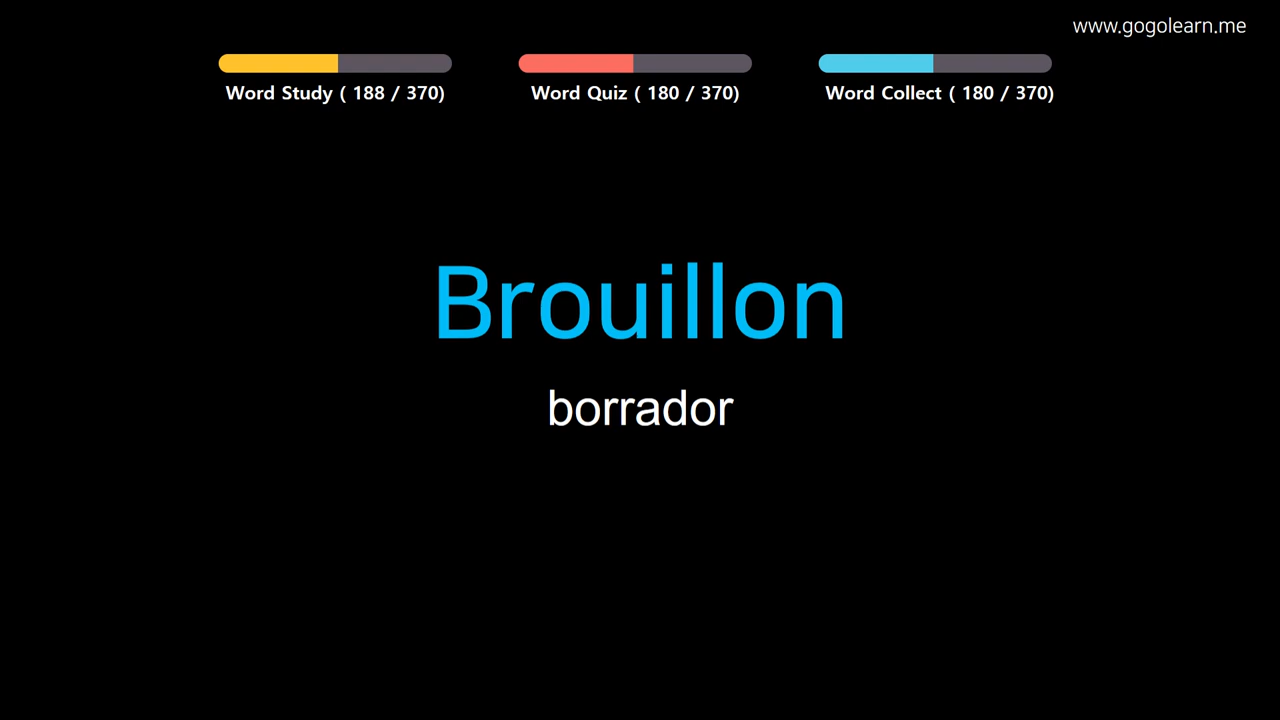 www.gogolearn.me
Word Study ( 188 / 370)
Word Quiz ( 180 / 370)
Word Collect ( 180 / 370)
Brouillon
borrador